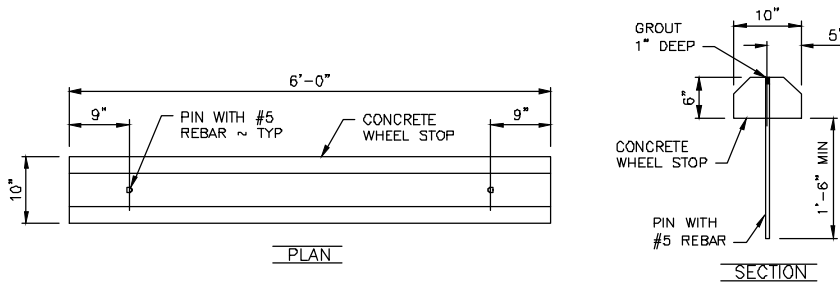 6'-0"
9"
PIN WITH #5
REBAR ~ TYP
CONCRETE
WHEEL STOP
9"
10"
PLAN
10"
GROUT
1" DEEP
5"
6"
CONCRETE
WHEEL STOP
1'-6" MIN
PIN WITH
#5 REBAR
SECTION